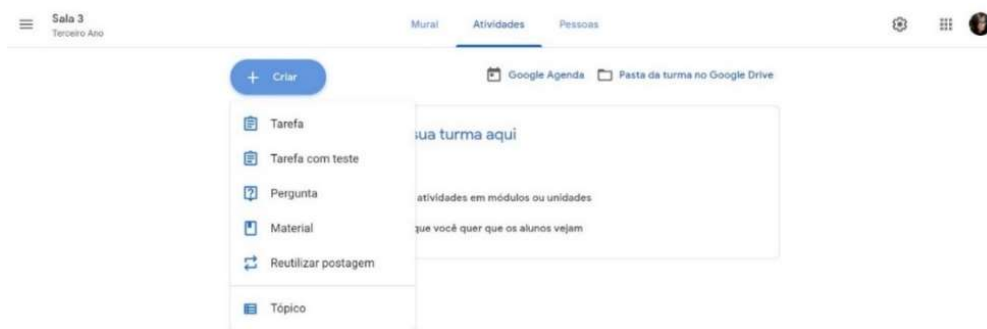 Sala 3
Terceiro Ano
Mural Atividades Pessoas
+ Criar
Google Agenda Pasta da turma no Google Drive
Tarefa
sua turma aqui
Tarefa com teste
Pergunta
atividades em módulos ou unidades
Material
que você quer que os alunos vejam
Reutilizar postagem
Tópico